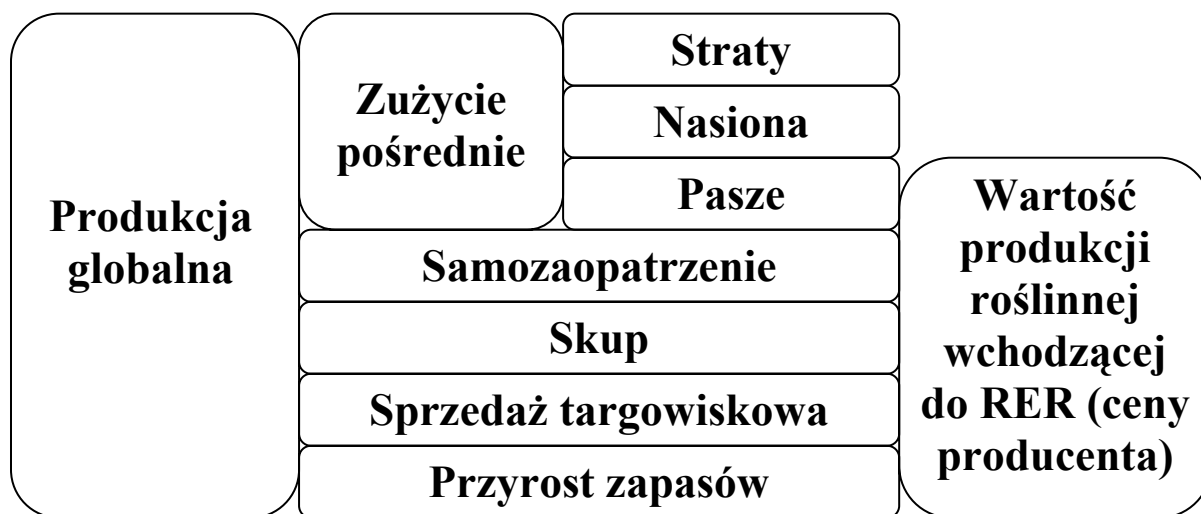 Produkcja
globalna
Zużycie
pośrednie
Straty
Nasiona
Pasze
Samozaopatrzenie
Skup
Sprzedaż targowiskowa
Przyrost zapasów
Wartość
produkcji
roślinnej
wchodzącej
do RER (ceny
producenta)